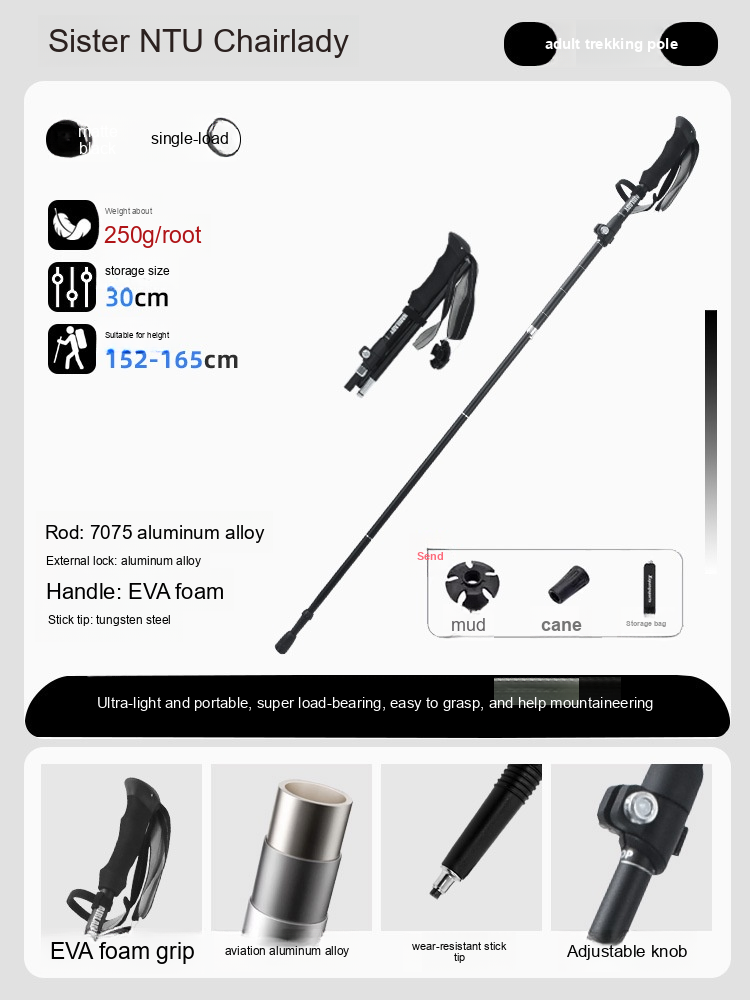 Sister NTU Chairlady
adult trekking pole
single-load
Weight about
250g/root
storage size
30cm
Suitable for height
152-165cm
Rod: 7075 aluminum alloy
External lock: aluminum alloy
Handle: EVA foam
Stick tip: tungsten steel
Send
mud
cane
Storage bag
Ultra-light and portable, super load-bearing, easy to grasp, and help mountaineering
EVA foam grip
aviation aluminum alloy
wear-resistant stick
tip
Adjustable knob